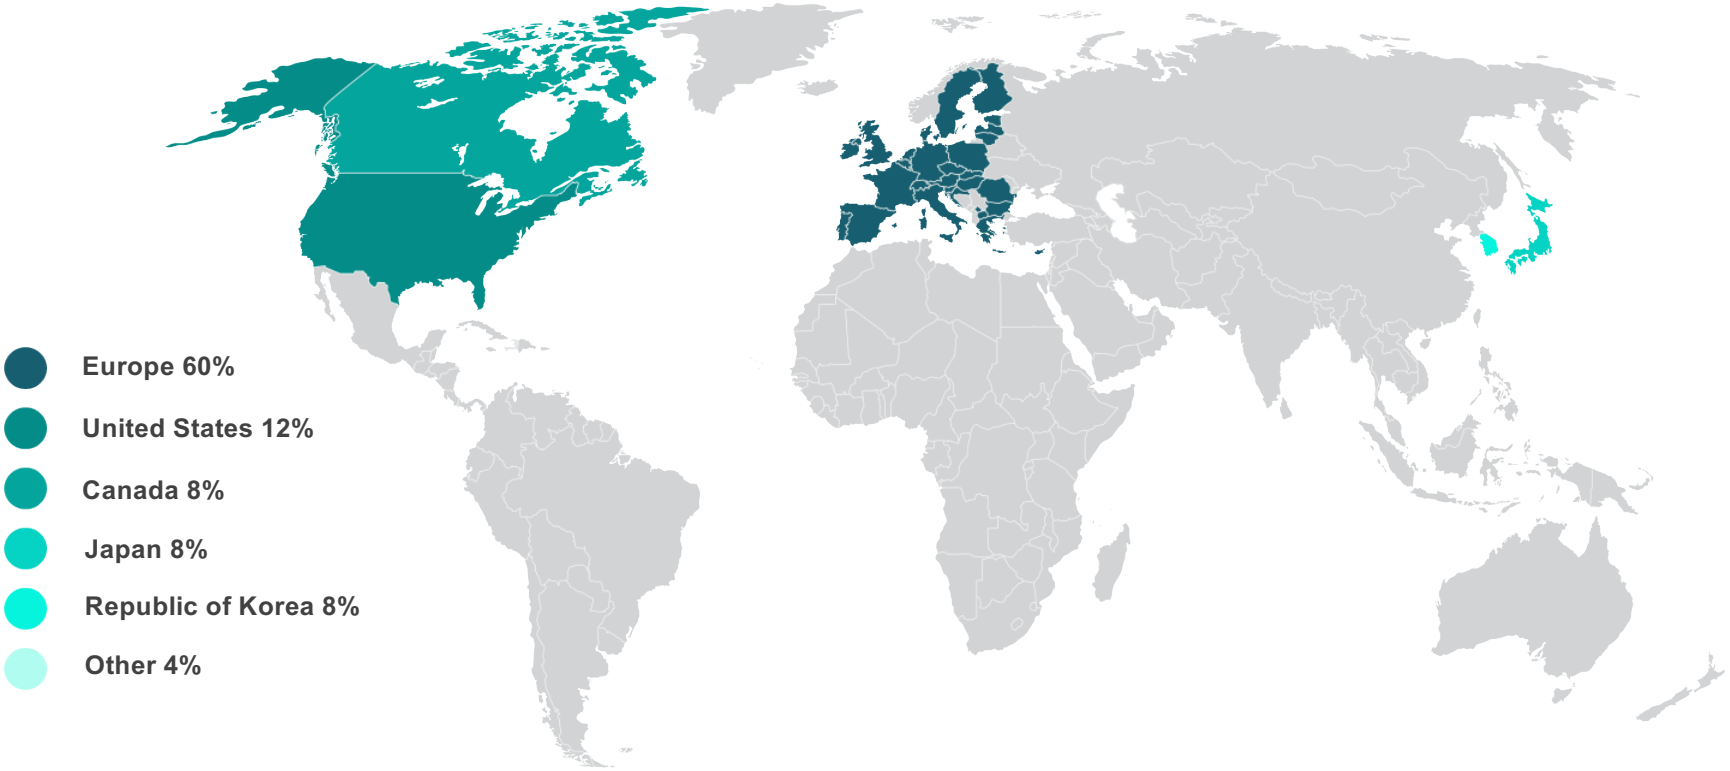 Europe 60%
United States 12%
Canada 8%
Japan 8%
Republic of Korea 8%
Other 4%